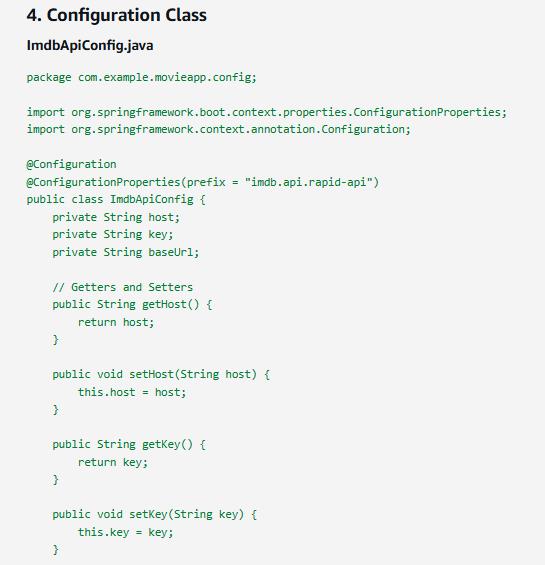 4. Configuration Class
ImdbApiConfig.java
package com.example.movieapp.config;
import org.springframework.boot.context.properties.ConfigurationProperties;
import org.springframework.context.annotation.Configuration;
@Configuration
@ConfigurationProperties(prefix = "imdb.api.rapid-api")
public class ImdbApiConfig {
    private String host;
    private String key;
    private String baseUrl;
    // Getters and Setters
    public String getHost() {
        return host;
    }
    public void setHost(String host) {
        this.host = host;
    }
    public String getKey() {
        return key;
    }
    public void setKey(String key) {
        this.key = key;
    }